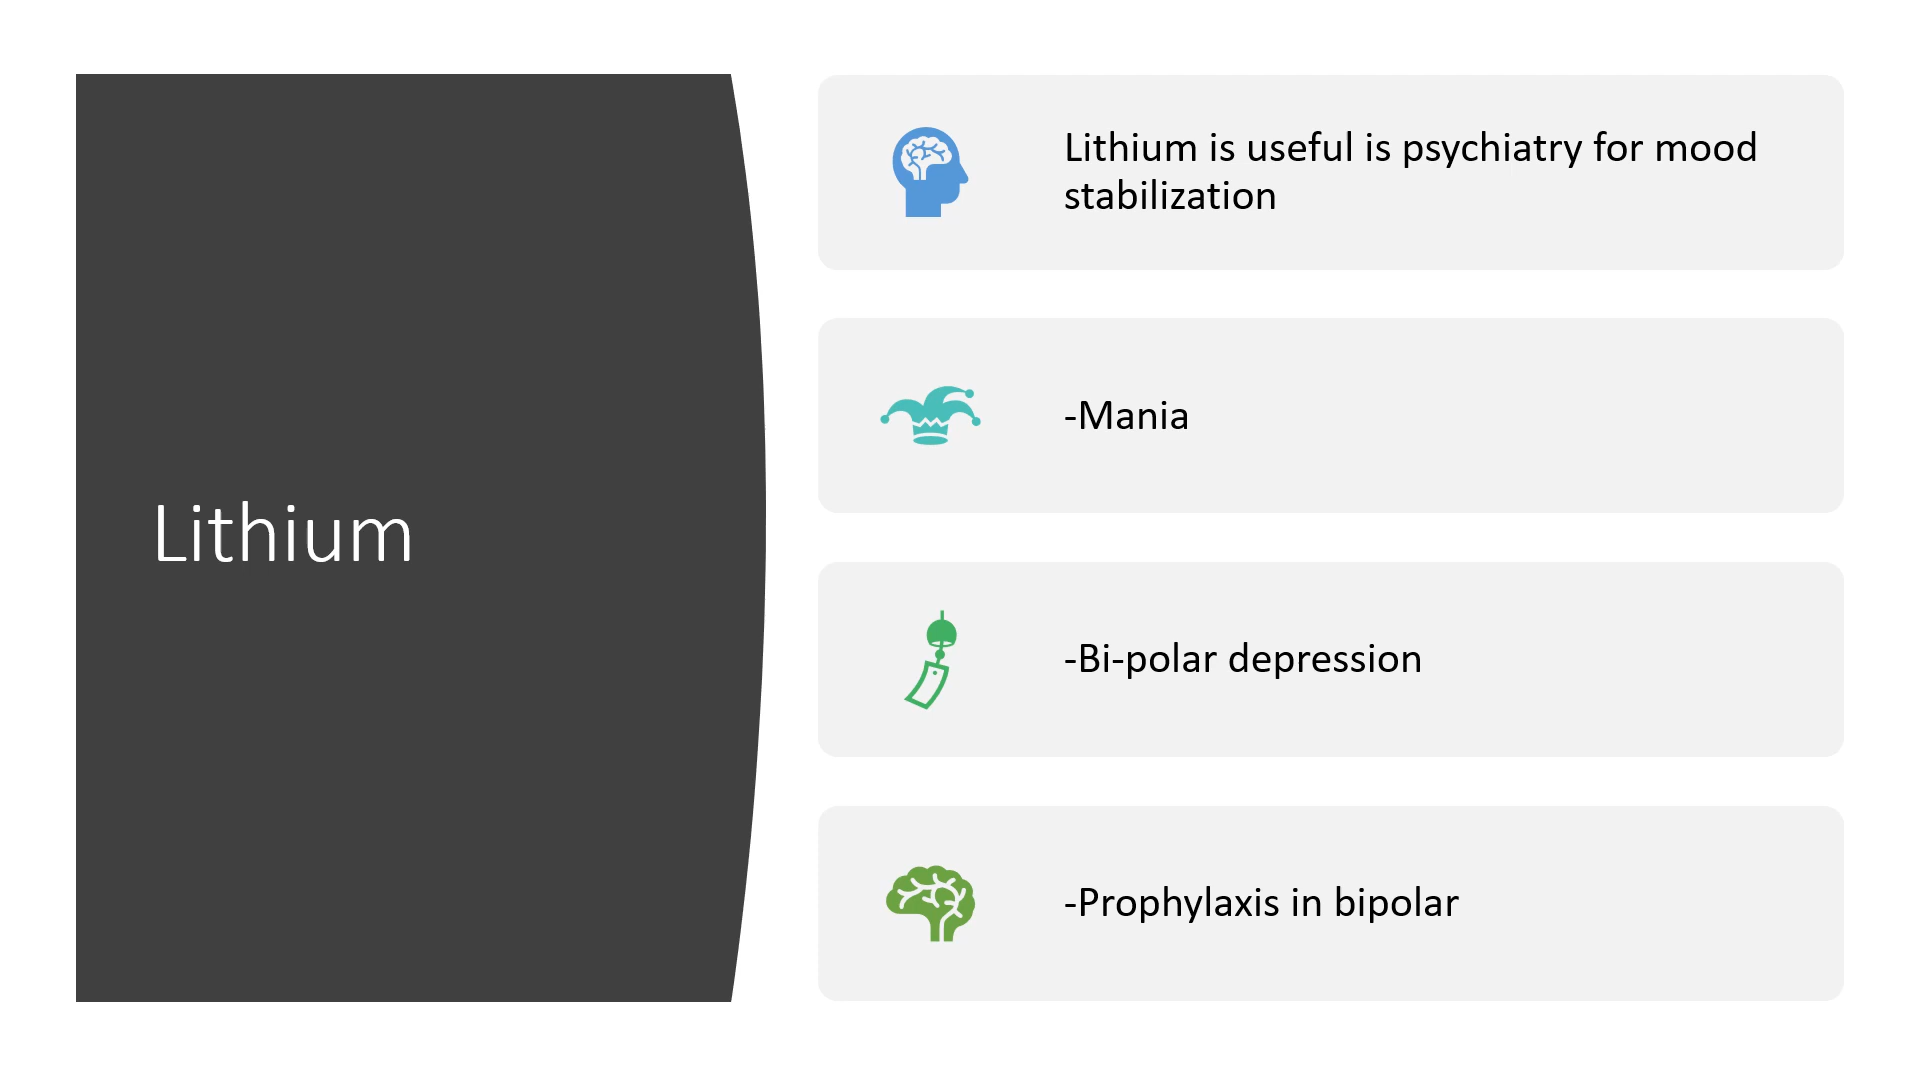 Lithium
Lithium is useful is psychiatry for mood
stabilization
-Mania
-Bi-polar depression
-Prophylaxis in bipolar